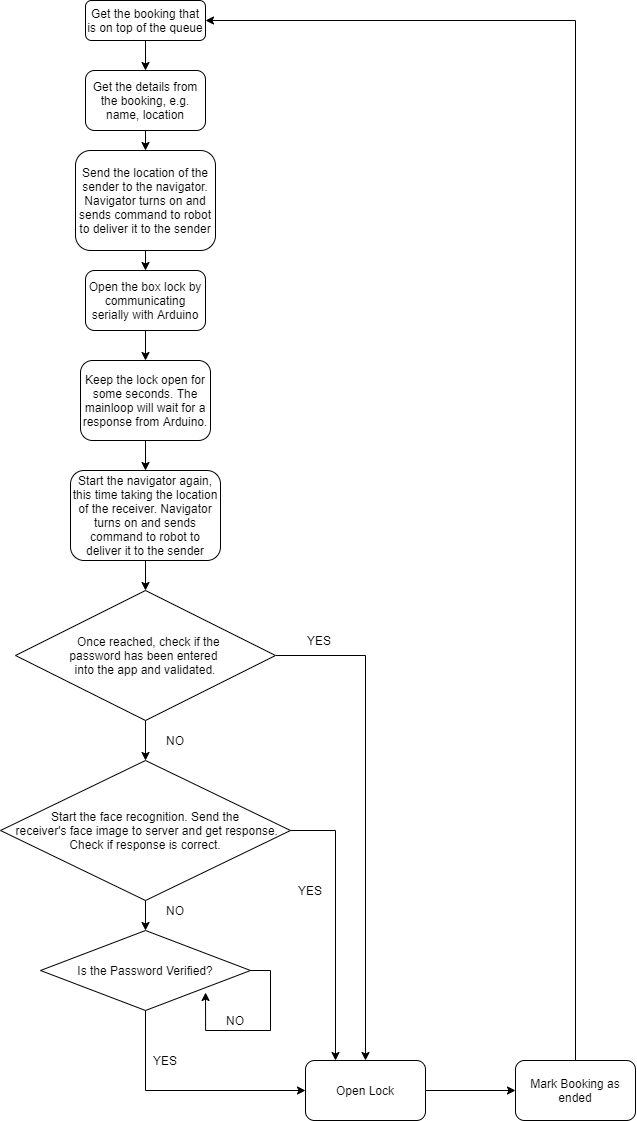 Get the booking that
is on top of the queue
Get the details from
the booking, e.g.
name, location
Send the location of the
sender to the navigator.
Navigator turns on and
sends command to robot
to deliver it to the sender
Open the box lock by
communicating
serially with Arduino
Keep the lock open for
some seconds. The
mainloop will wait for a
response from Arduino.
Start the navigator again,
this time taking the location
of the receiver. Navigator
turns on and sends
command to robot to
deliver it to the sender
Once reached, check if the
password has been entered
into the app and validated.
YES
NO
Start the face recognition. Send the
receiver's face image to server and get response.
Check if response is correct.
YES
NO
Is the Password Verified?
NO
YES
Open Lock
Mark Booking as
ended